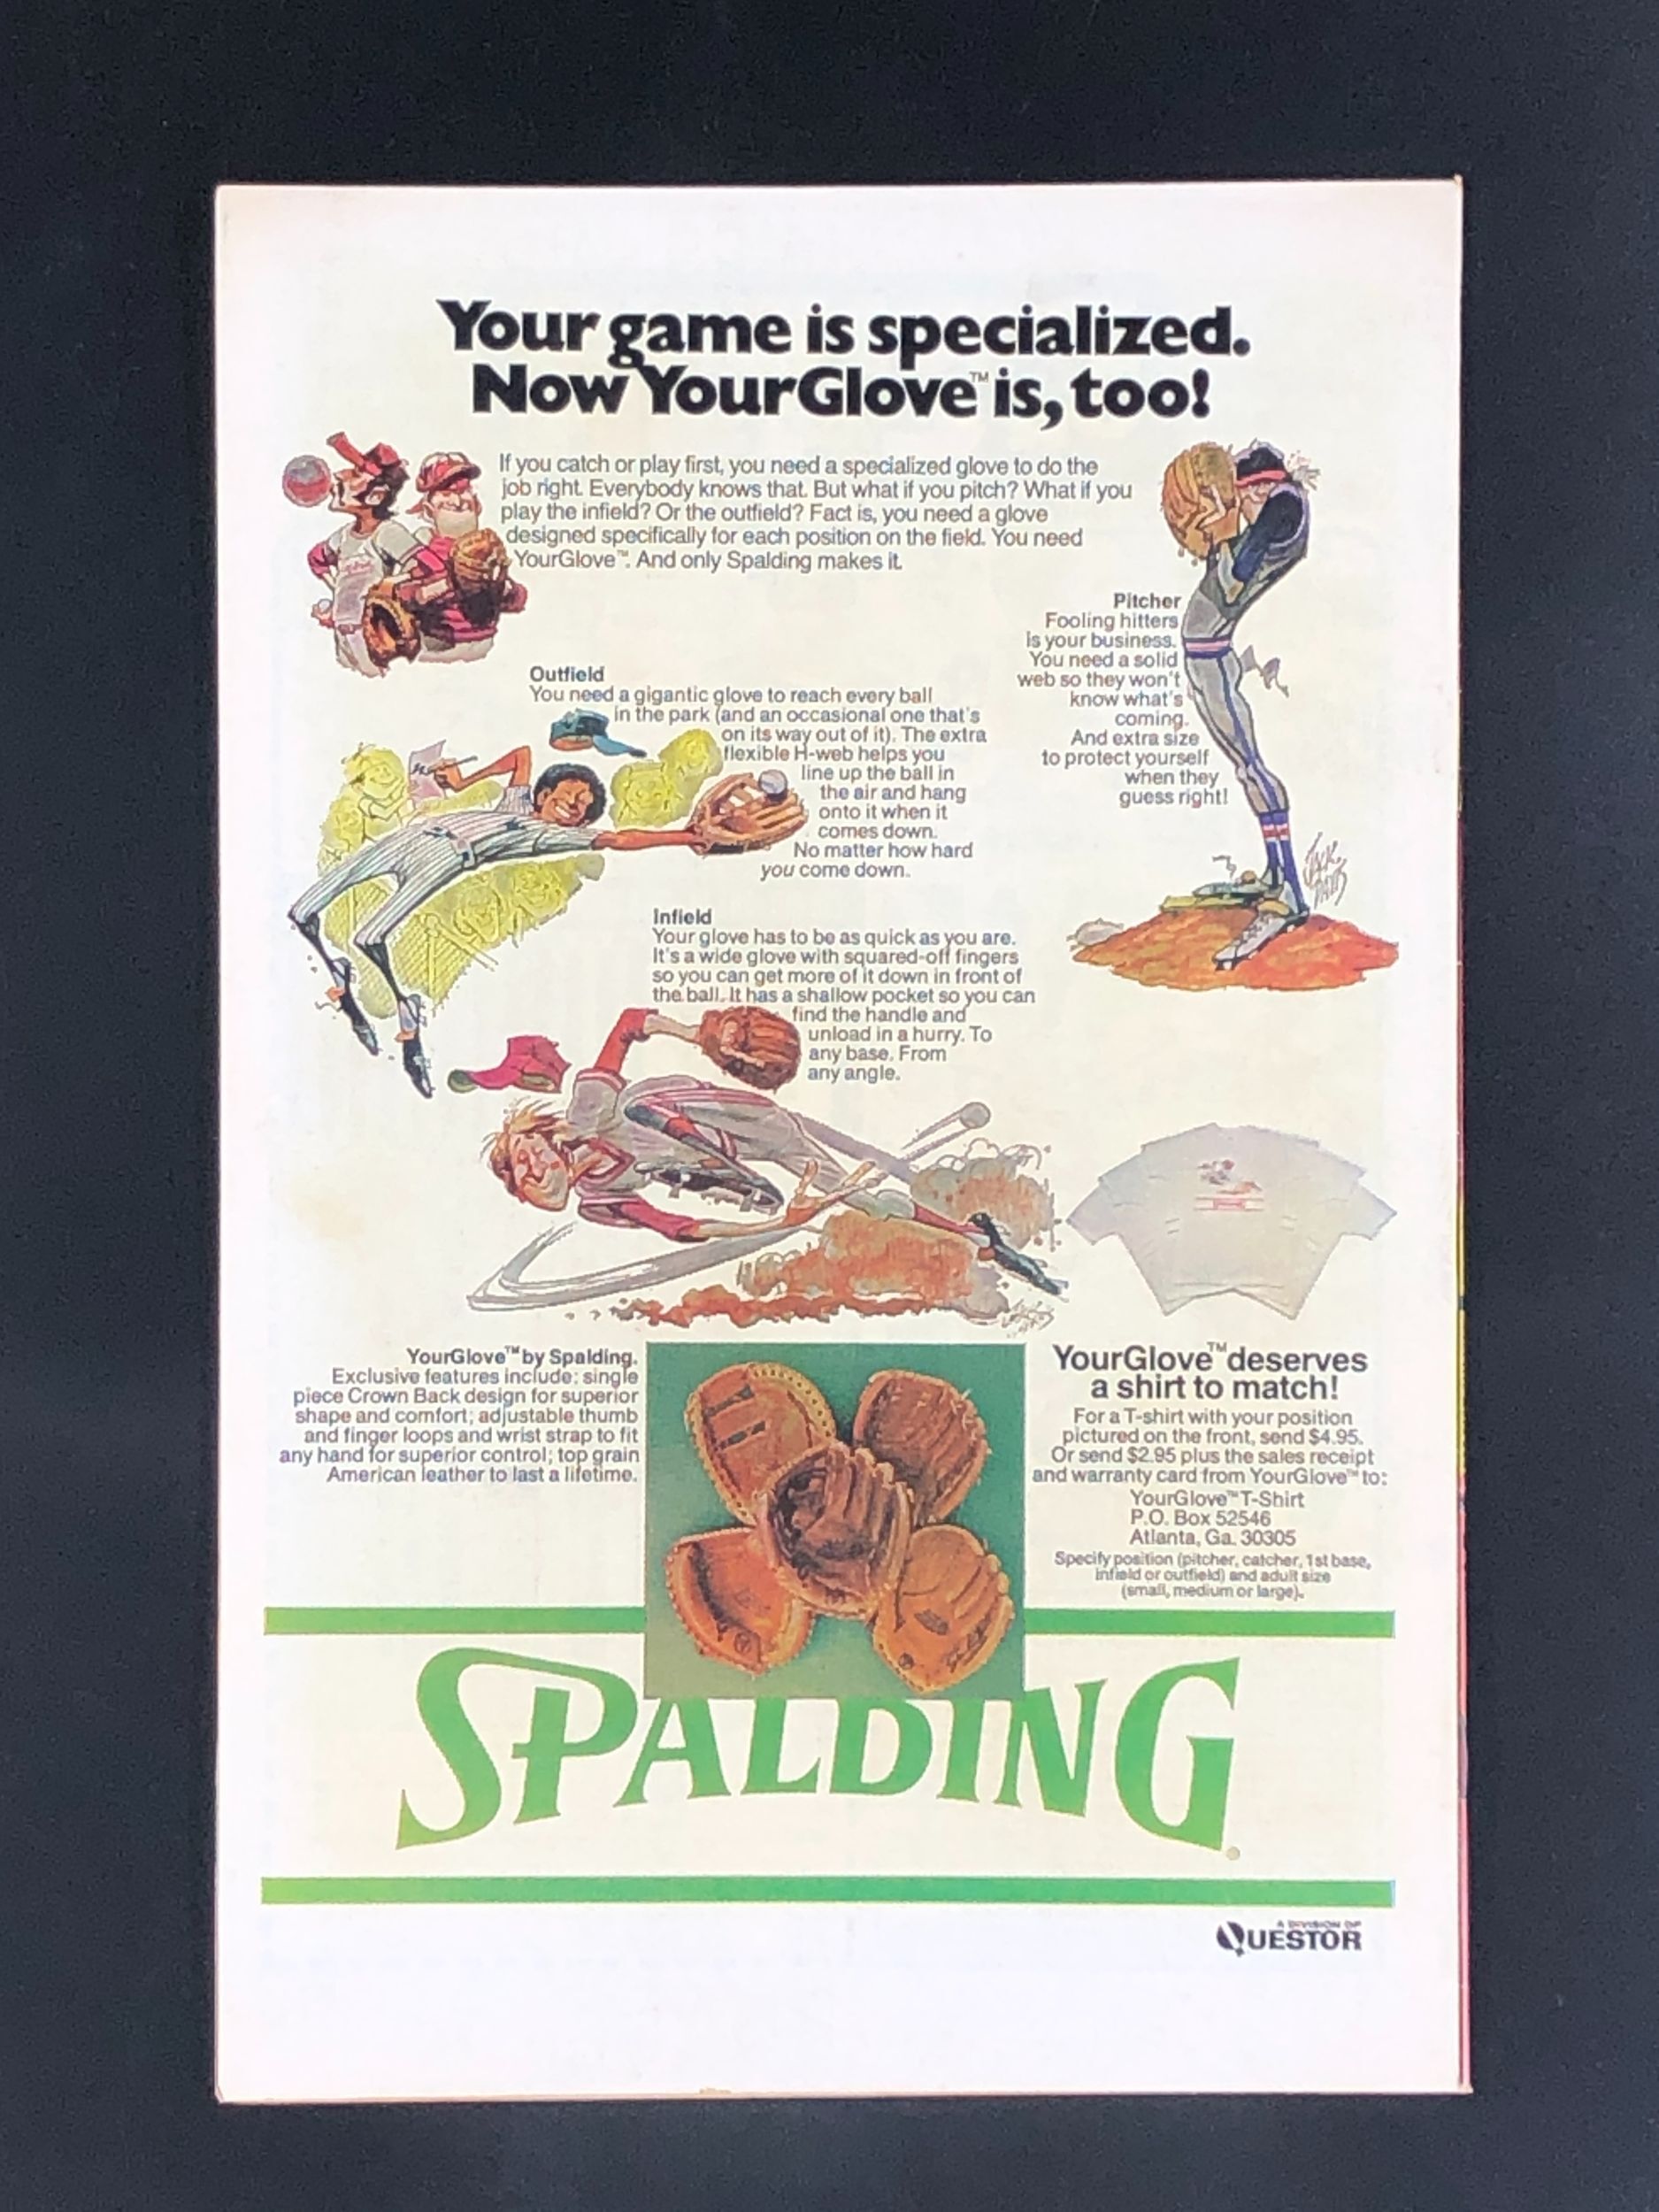 Your game is specialized.
Now YourGlove™ is, too!
If you catch or play first, you need a specialized glove to do the
job right. Everybody knows that. But what if you pitch? What if you
play the infield? Or the outfield? Fact is, you need a glove
designed specifically for each position on the field. You need
YourGlove™. And only Spalding makes it.
Pitcher
Fooling hitters
is your business.
You need a solid
web so they won't
know what's
coming.
And extra size
to protect yourself
when they
guess right!
Outfield
You need a gigantic glove to reach every ball
in the park (and an occasional one that's
on its way out of it). The extra
flexible H-web helps you
line up the ball in
the air and hang
onto it when it
comes down.
No matter how hard
you come down.
Jack Davis
Infield
Your glove has to be as quick as you are.
It's a wide glove with squared-off fingers
so you can get more of it down in front of
the ball. It has a shallow pocket so you can
find the handle and
unload in a hurry. To
any base. From
any angle.
YourGlove™ by Spalding.
Exclusive features include: single
piece Crown Back design for superior
shape and comfort; adjustable thumb
and finger loops and wrist strap to fit
any hand for superior control; top grain
American leather to last a lifetime.
YourGlove™ deserves
a shirt to match!
For a T-shirt with your position
pictured on the front, send $4.95.
Or send $2.95 plus the sales receipt
and warranty card from YourGlove™ to:
YourGlove™ T-Shirt
P.O. Box 52546
Atlanta, Ga. 30305
Specify position (pitcher, catcher, 1st base,
infield or outfield) and adult size
(small, medium or large).
SPALDING
A DIVISION OF
QUESTOR